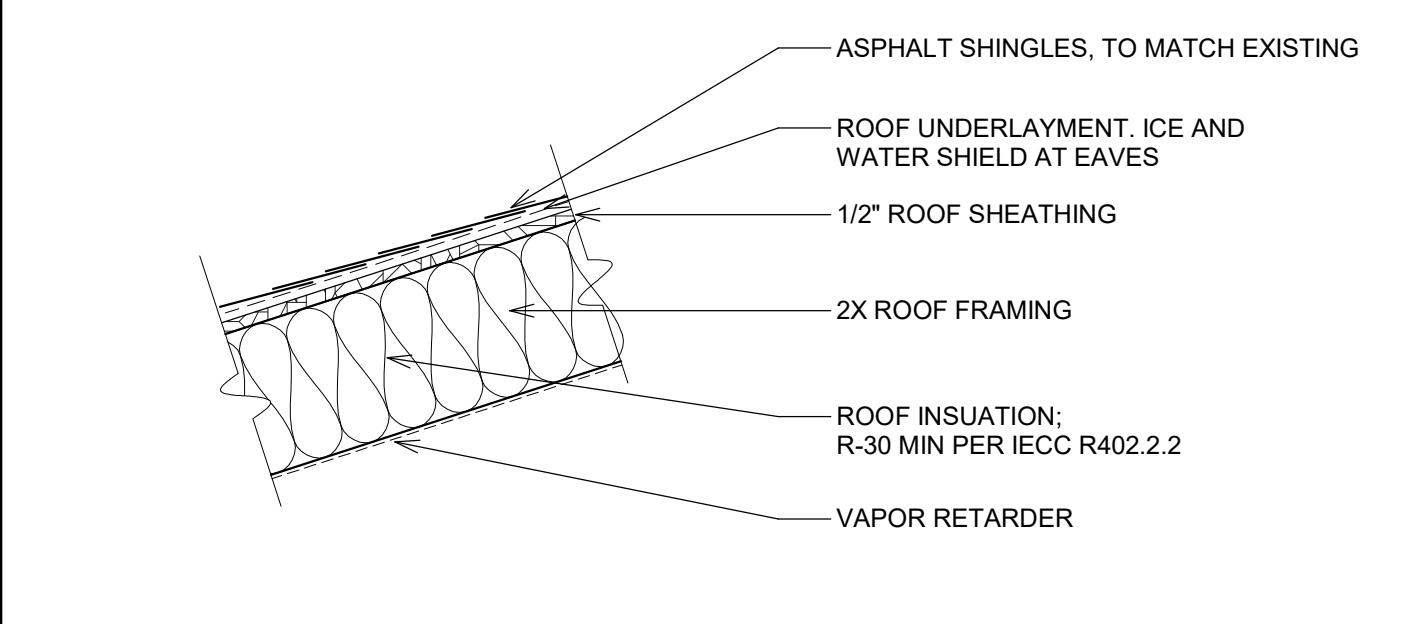 ASPHALT SHINGLES, TO MATCH EXISTING
ROOF UNDERLAYMENT. ICE AND
WATER SHIELD AT EAVES
1/2" ROOF SHEATHING
2X ROOF FRAMING
ROOF INSUATION;
R-30 MIN PER IECC R402.2.2
VAPOR RETARDER